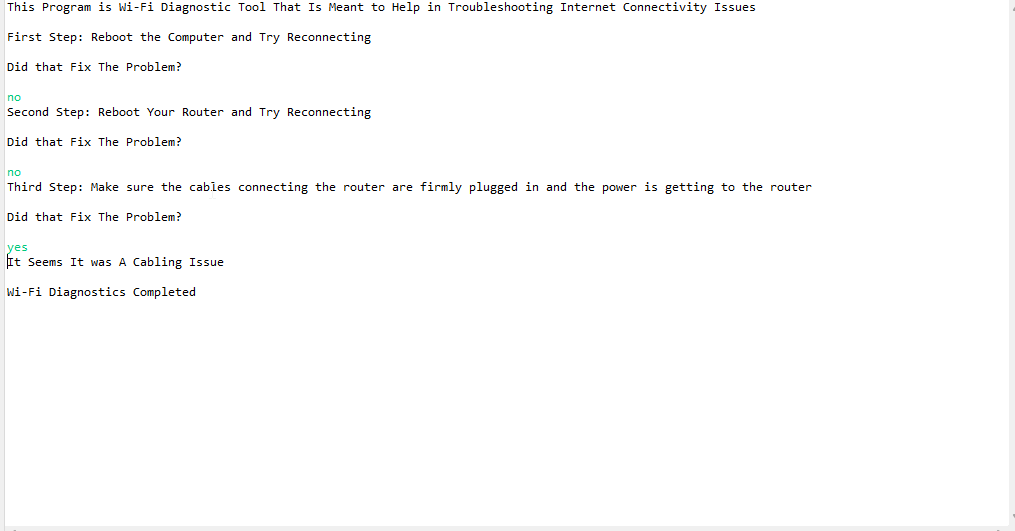 This Program is Wi-Fi Diagnostic Tool That Is Meant to Help in Troubleshooting Internet Connectivity Issues
First Step: Reboot the Computer and Try Reconnecting
Did that Fix The Problem?
no
Second Step: Reboot Your Router and Try Reconnecting
Did that Fix The Problem?
no
Third Step: Make sure the cables connecting the router are firmly plugged in and the power is getting to the router
Did that Fix The Problem?
yes
It Seems It was A Cabling Issue
Wi-Fi Diagnostics Completed